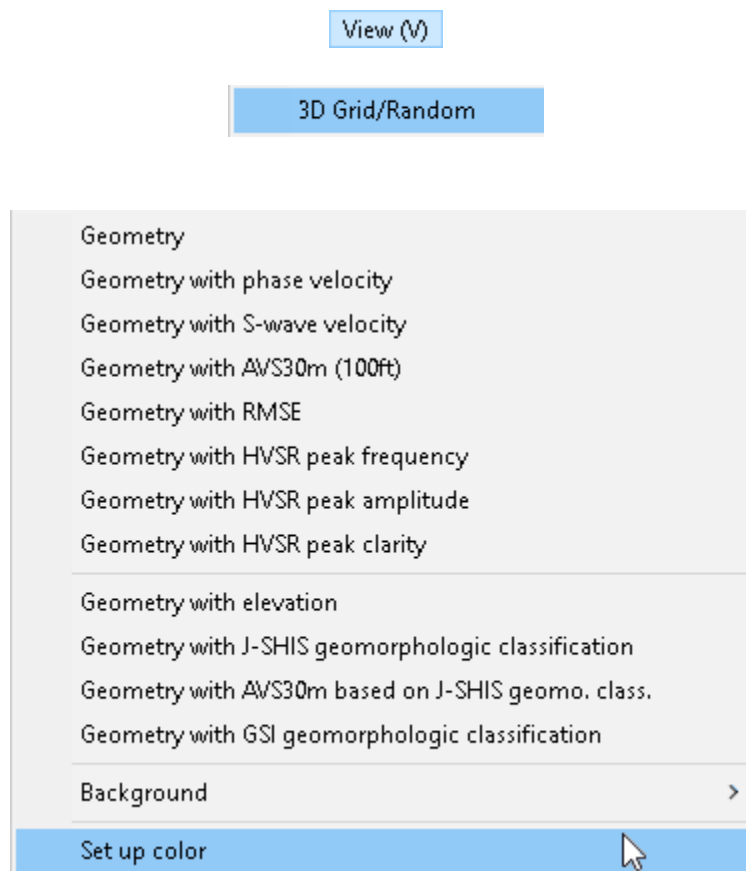 View (V)
3D Grid/Random
Geometry
Geometry with phase velocity
Geometry with S-wave velocity
Geometry with AVS30m (100ft)
Geometry with RMSE
Geometry with HVSR peak frequency
Geometry with HVSR peak amplitude
Geometry with HVSR peak clarity
Geometry with elevation
Geometry with J-SHIS geomorphologic classification
Geometry with AVS30m based on J-SHIS geomo. class.
Geometry with GSI geomorphologic classification
Background
Set up color